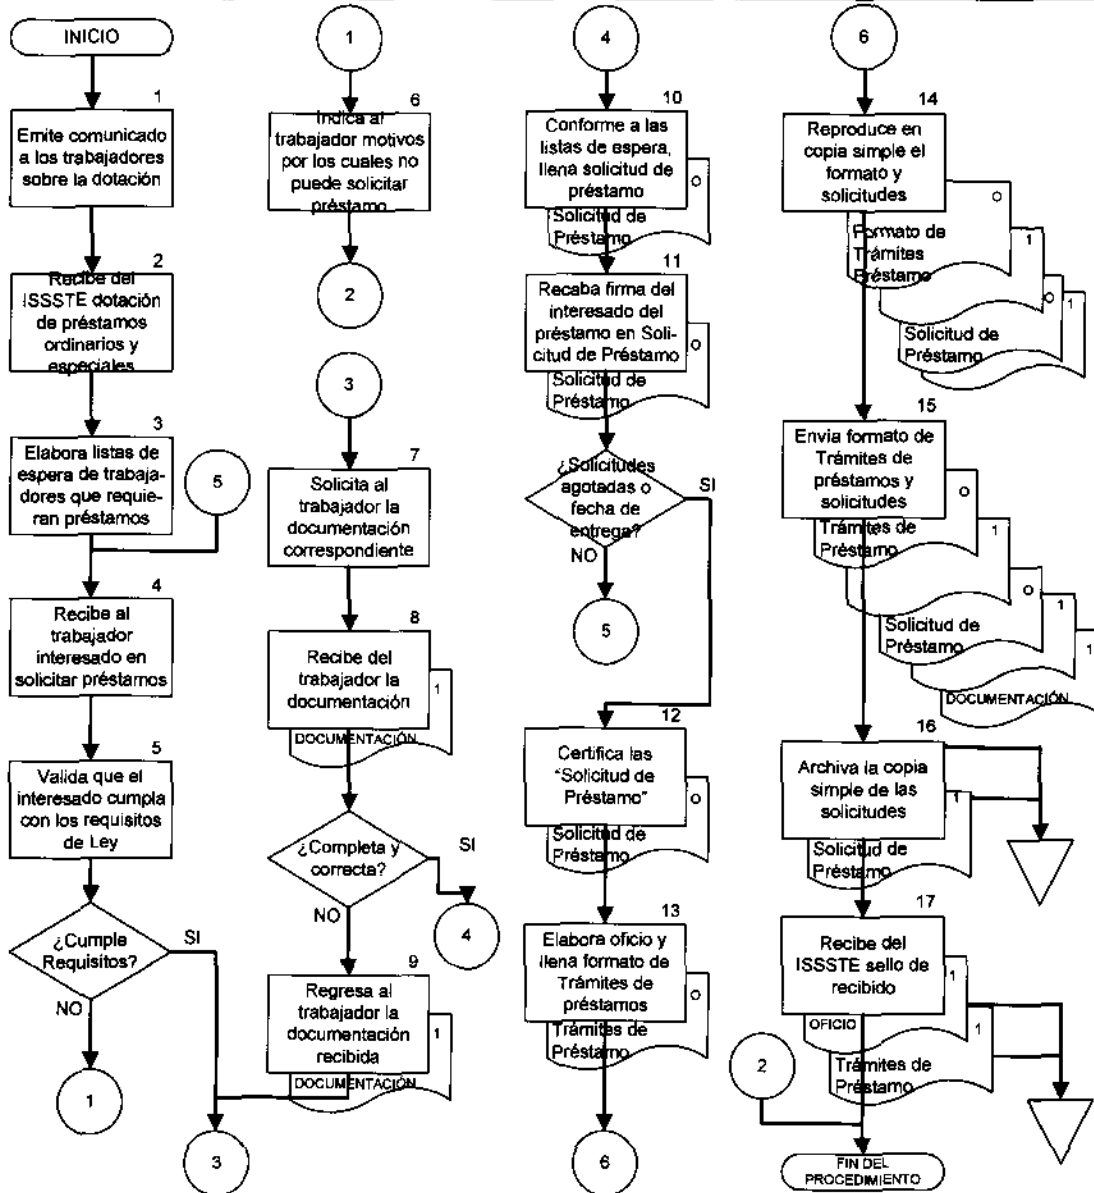 INICIO
1
Emite comunicado
a los trabajadores
sobre la dotación
2
Recibe del
ISSSTE dotación
de préstamos
ordinarios y
especiales
3
Elabora listas de
espera de trabaja-
dores que requie-
ran préstamos
5
4
Recibe al
trabajador
interesado en
solicitar préstamos
5
Valida que el
interesado cumpla
con los requisitos
de Ley
¿Cumple
Requisitos?
SI
NO
1
3
1
6
Indica al
trabajador motivos
por los cuales no
puede solicitar
préstamo
2
3
7
Solicita al
trabajador la
documentación
correspondiente
8
Recibe del
trabajador la
documentación
1
DOCUMENTACIÓN
¿Completa y
correcta?
SI
NO
4
9
Regresa al
trabajador la
documentación
recibida
1
DOCUMENTACIÓN
4
10
Conforme a las
listas de espera,
llena solicitud de
préstamo
O
Solicitud de
Préstamo
11
Recaba firma del
interesado del
préstamo en Soli-
citud de Préstamo
O
Solicitud de
Préstamo
¿Solicitudes
agotadas o
fecha de
entrega?
SI
NO
5
12
Certifica las
"Solicitud de
Préstamo"
O
Solicitud de
Préstamo
13
Elabora oficio y
llena formato de
Trámites de
préstamos
O
Trámites de
Préstamo
6
6
14
Reproduce en
copia simple el
formato y
solicitudes
O
Formato de
Trámites
Préstamo
1
O
1
Solicitud de
Préstamo
15
Envía formato de
Trámites de
préstamos y
solicitudes
O
Trámites de
Préstamo
1
O
Solicitud de
Préstamo
1
1
DOCUMENTACIÓN
16
Archiva la copia
simple de las
solicitudes
1
Solicitud de
Préstamo
17
Recibe del
ISSSTE sello de
recibido
1
OFICIO
1
Trámites de
Préstamo
2
FIN DEL
PROCEDIMIENTO